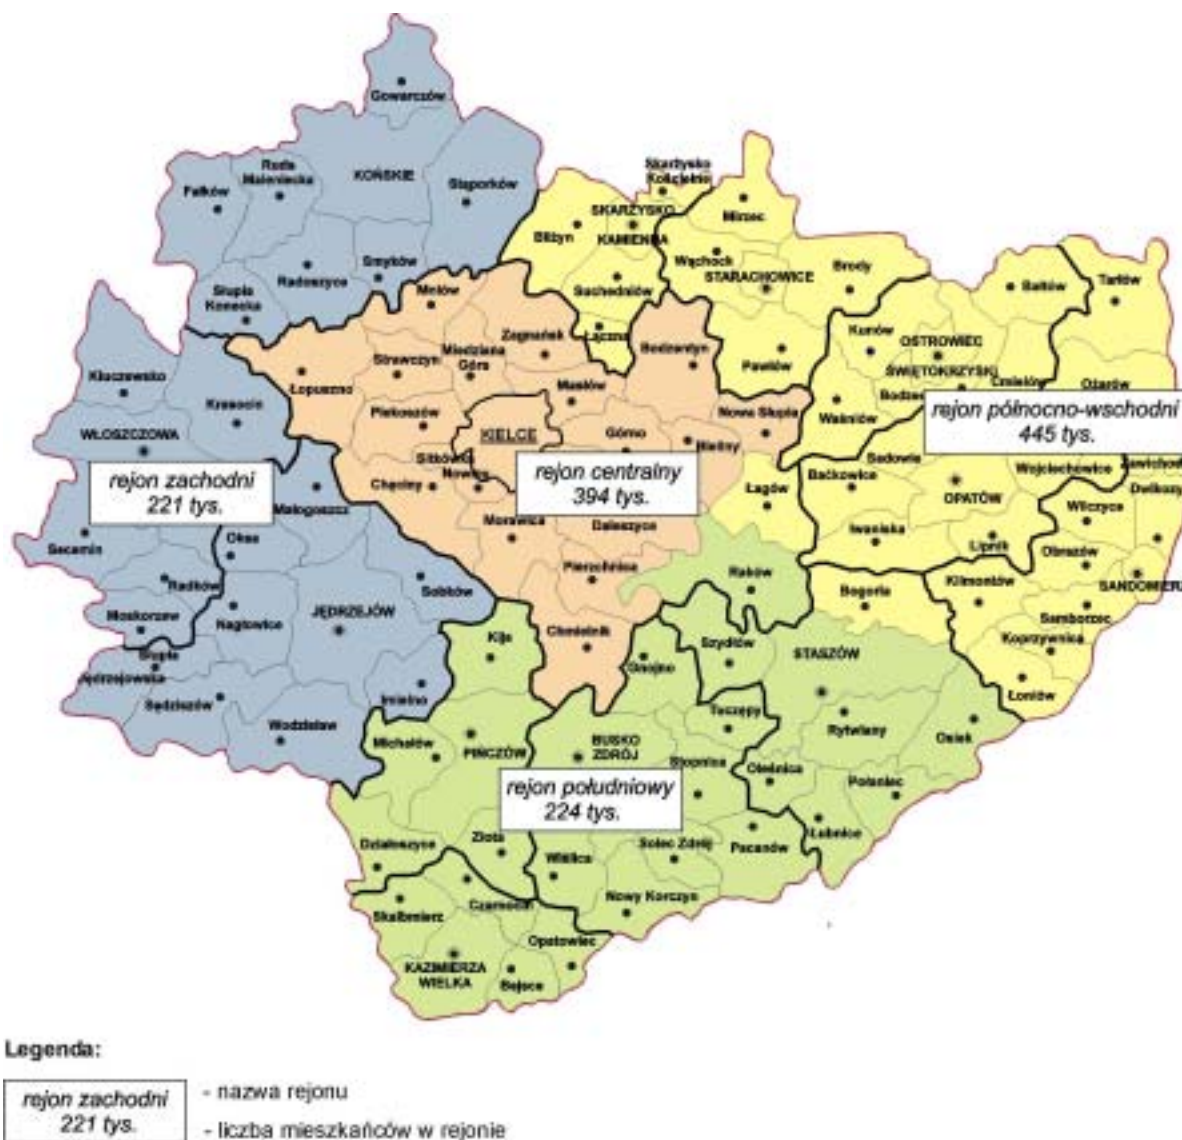 Gowarczów
Ruda
Maleniecka
KOŃSKIE
Stąporków
Fałków
Radoszyce
Smyków
Słupia
Konecka
Skarżysko
Kościelne
SKARŻYSKO
KAMIENNA
Bliżyn
Suchedniów
Łączna
Mirzec
Wąchock
STARACHOWICE
Brody
Pawłów
Bałtów
Tarłów
Kunów
OSTROWIEC
ŚWIĘTOKRZYSKI
Ćmielów
Ożarów
Waśniów
Mniów
Zagnańsk
Strawczyn
Miedziana
Góra
Bodzentyn
Łopuszno
Masłów
Piekoszów
KIELCE
Górno
Bieliny
Nowa Słupia
Sitkówka
Nowiny
Chęciny
Morawica
Daleszyce
Pierzchnica
Chmielnik
Łagów
Raków
Kluczewsko
Krasocin
WŁOSZCZOWA
rejon zachodni
221 tys.
rejon centralny
394 tys.
rejon północno-wschodni
445 tys.
Małogoszcz
Oksa
Secemin
Radków
Moskorzew
Nagłowice
JĘDRZEJÓW
Sobków
Słupia
Jędrzejowska
Sędziszów
Imielno
Wodzisław
Sadowie
Wojciechowice
Baćkowice
OPATÓW
Dwikozy
Wilczyce
Iwaniska
Lipnik
Obrazów
Bogoria
Klimontów
SANDOMIERZ
Samborzec
Koprzywnica
Łoniów
Kije
Gnojno
Szydłów
STASZÓW
Tuczępy
Rytwiany
Osiek
Michałów
PIŃCZÓW
BUSKO
ZDRÓJ
Stopnica
Oleśnica
Połaniec
rejon południowy
224 tys.
Łubnice
Działoszyce
Złota
Wiślica
Solec Zdrój
Pacanów
Nowy Korczyn
Skalbmierz
Czarnocin
Opatowiec
KAZIMIERZA
WIELKA
Bejsce
Legenda:
rejon zachodni
221 tys.
- nazwa rejonu
- liczba mieszkańców w rejonie